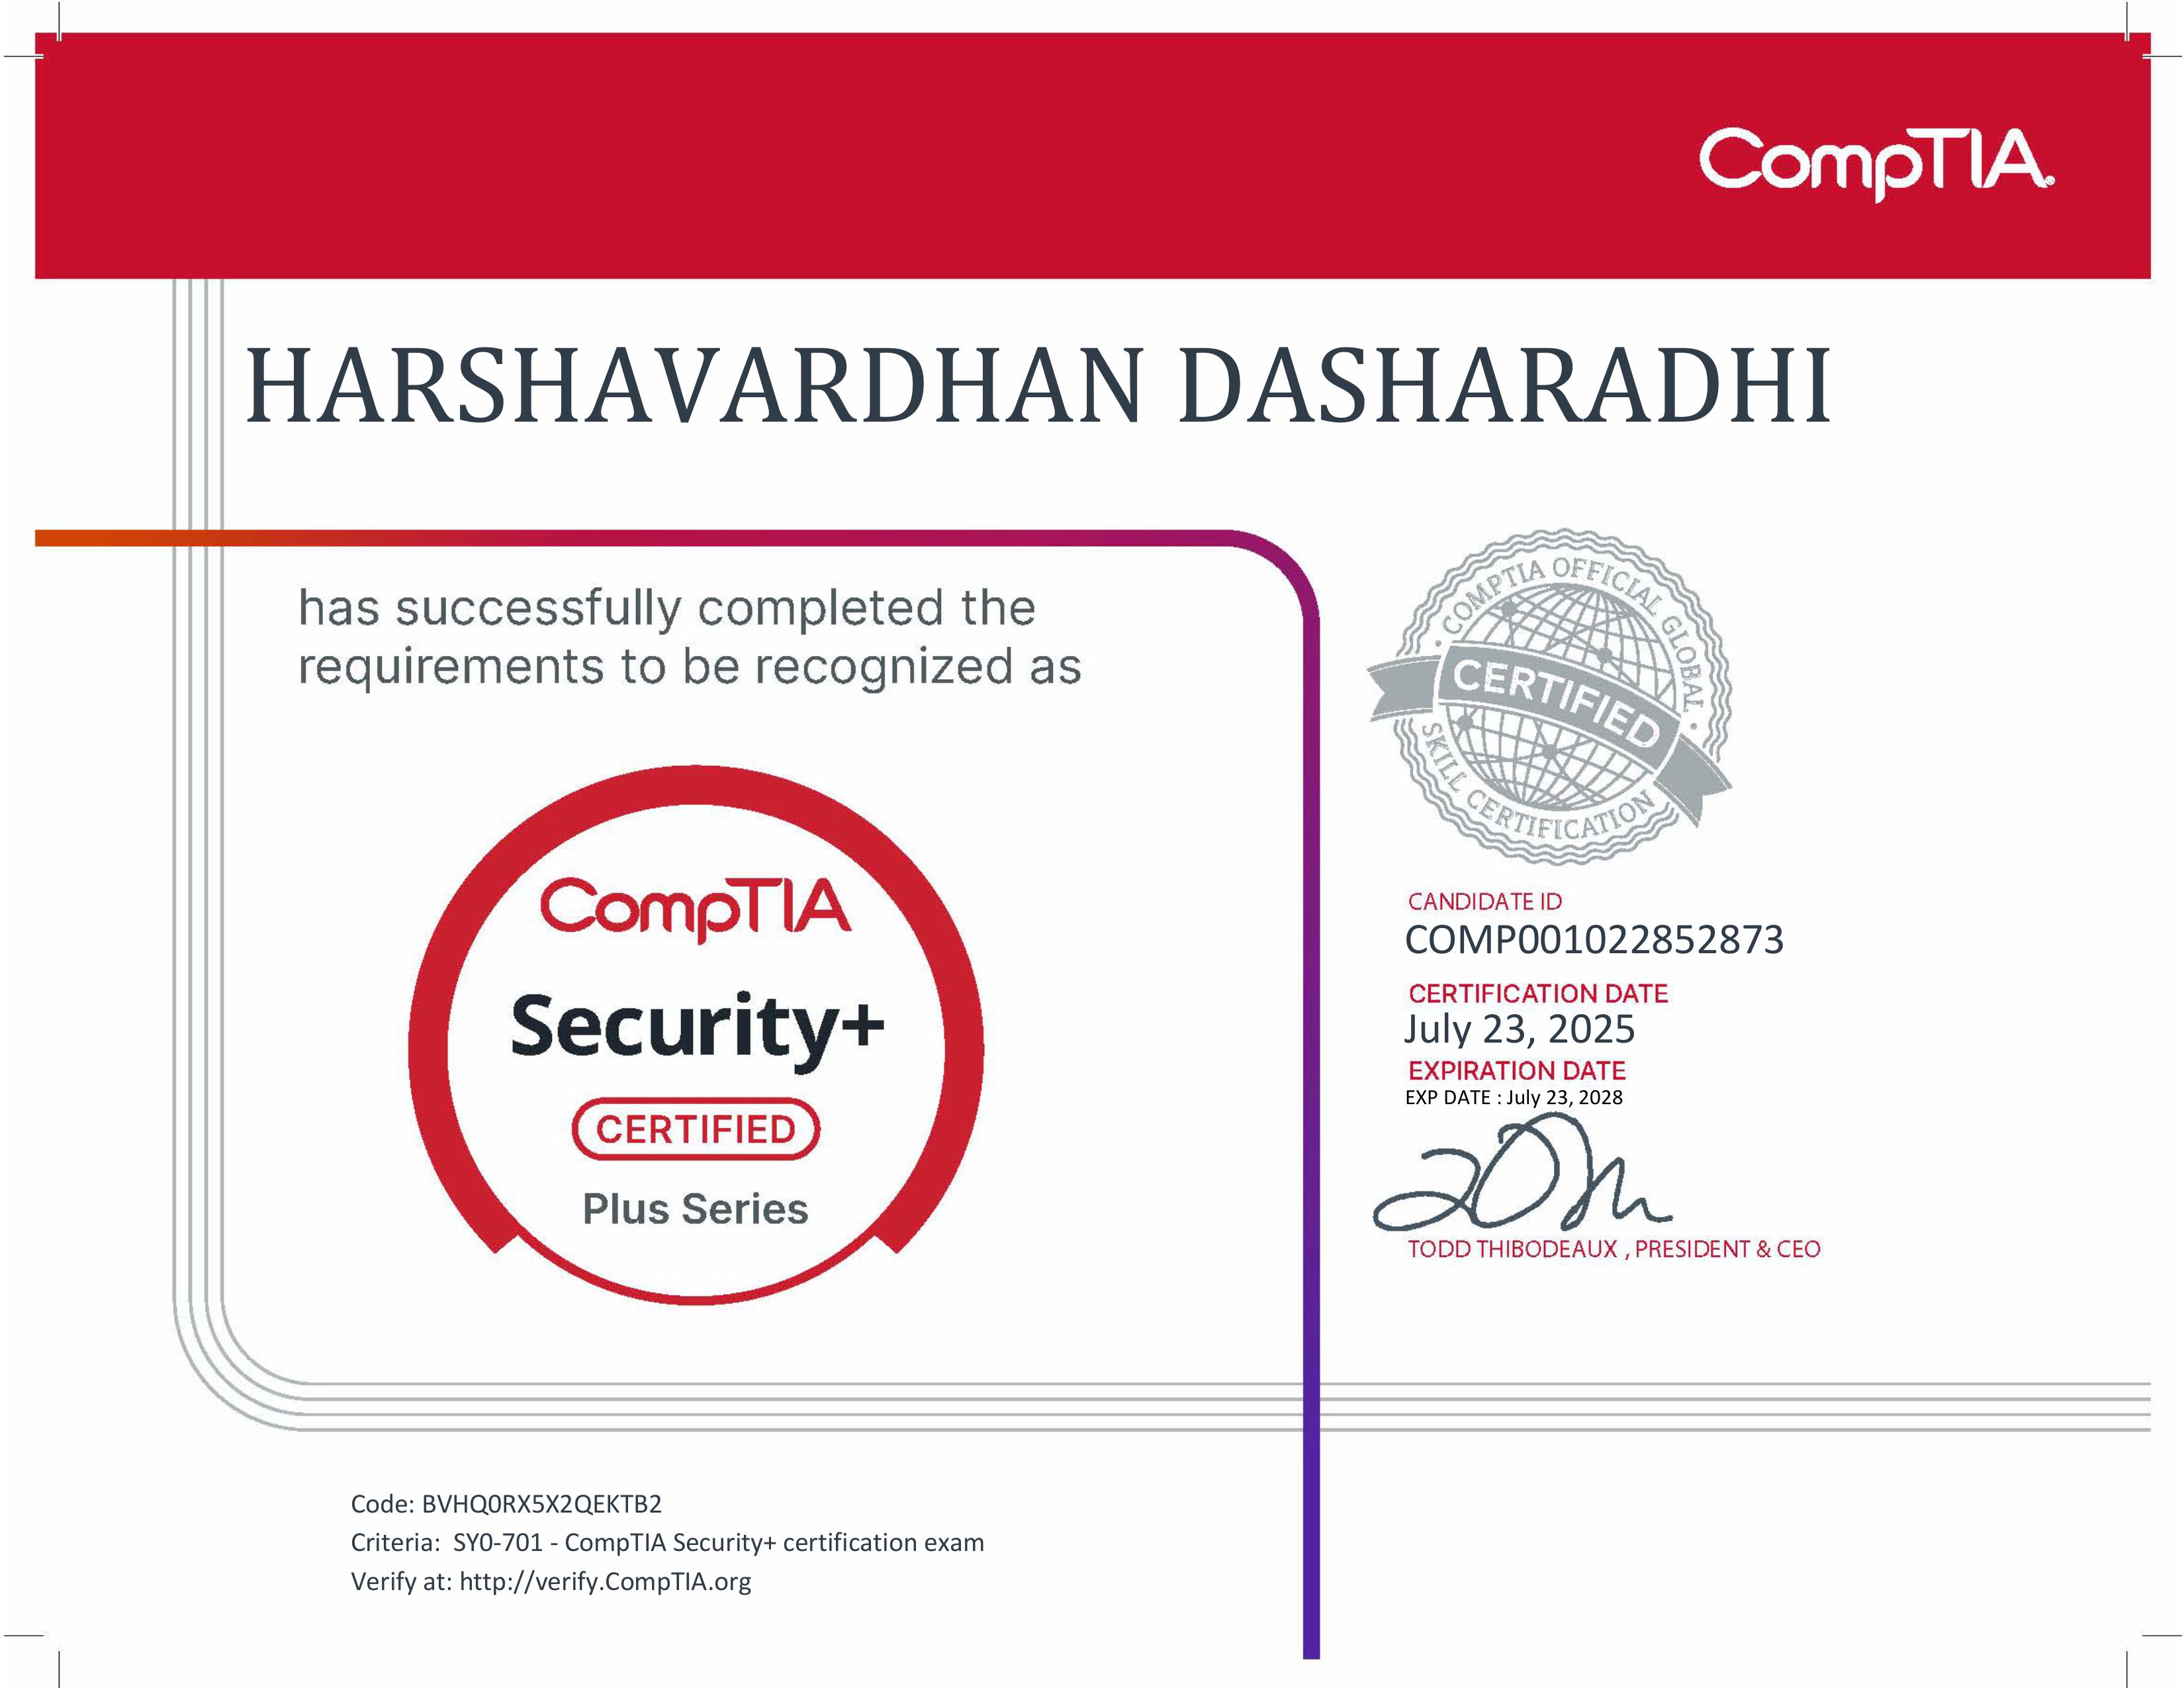 CompTIA.
HARSHAVARDHAN DASHARADHI
has successfully completed the
requirements to be recognized as
CompTIA
Security+
CERTIFIED
Plus Series
COMPTIA OFFICIAL GLOBAL
CERTIFIED
SKILL CERTIFICATION
CANDIDATE ID
COMP001022852873
CERTIFICATION DATE
July 23, 2025
EXPIRATION DATE
EXP DATE : July 23, 2028
TODD THIBODEAUX , PRESIDENT & CEO
Code: BVHQ0RX5X2QEKTB2
Criteria:  SY0-701 - CompTIA Security+ certification exam
Verify at: http://verify.CompTIA.org